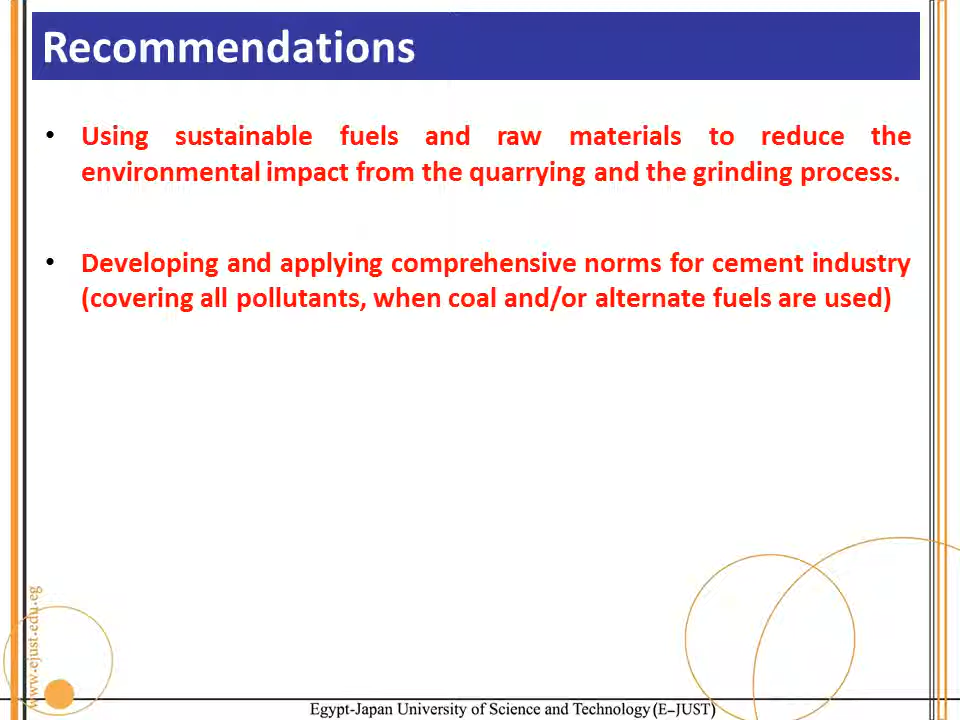 Recommendations
• Using sustainable fuels and raw materials to reduce the
environmental impact from the quarrying and the grinding process.
• Developing and applying comprehensive norms for cement industry
(covering all pollutants, when coal and/or alternate fuels are used)
www.ejust.edu.eg
Egypt-Japan University of Science and Technology (E-JUST)